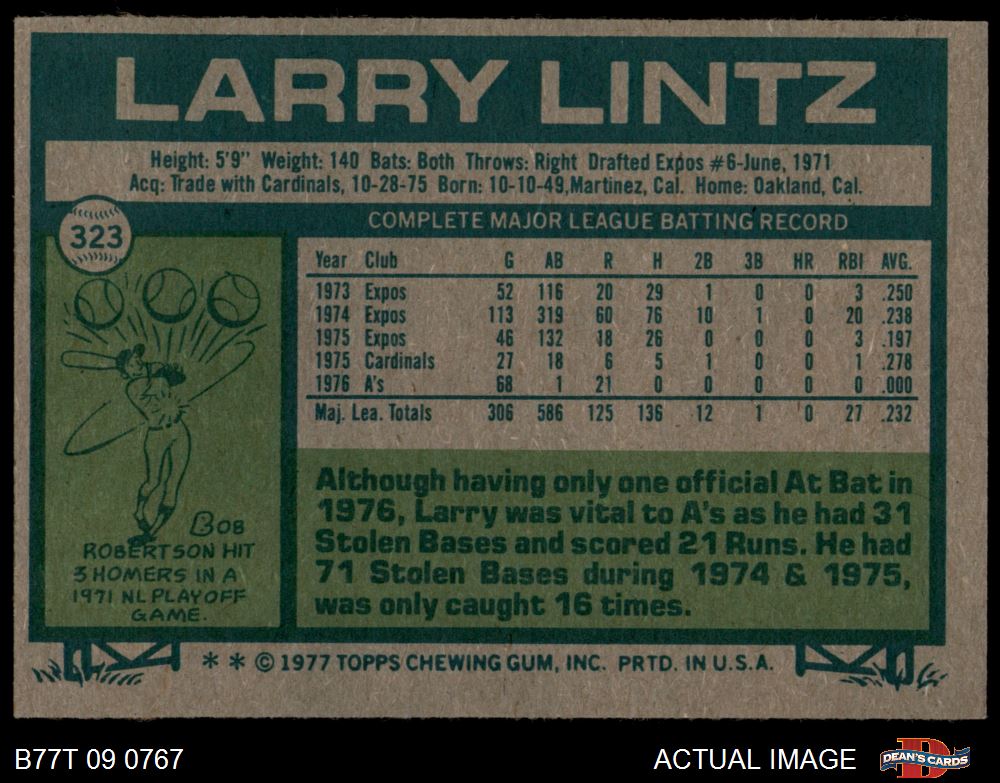 LARRY LINTZ
Height: 5'9" Weight: 140 Bats: Both Throws: Right Drafted Expos #6-June, 1971
Acq: Trade with Cardinals, 10-28-75 Born: 10-10-49, Martinez, Cal. Home: Oakland, Cal.
323
COMPLETE MAJOR LEAGUE BATTING RECORD
Year Club G AB R H 2B 3B HR RBI AVG.
1973 Expos 52 116 20 29 1 0 0 3 .250
1974 Expos 113 319 60 76 10 1 0 20 .238
1975 Expos 46 132 18 26 0 0 0 3 .197
1975 Cardinals 27 18 6 5 1 0 0 1 .278
1976 A's 68 1 21 0 0 0 0 0 .000
Maj. Lea. Totals 306 586 125 136 12 1 0 27 .232
BOB
ROBERTSON HIT
3 HOMERS IN A
1971 NL PLAYOFF
GAME.
Although having only one official At Bat in
1976, Larry was vital to A's as he had 31
Stolen Bases and scored 21 Runs. He had
71 Stolen Bases during 1974 & 1975,
was only caught 16 times.
* * © 1977 TOPPS CHEWING GUM, INC. PRTD. IN U.S.A.
B77T 09 0767
ACTUAL IMAGE
DEAN'S CARDS